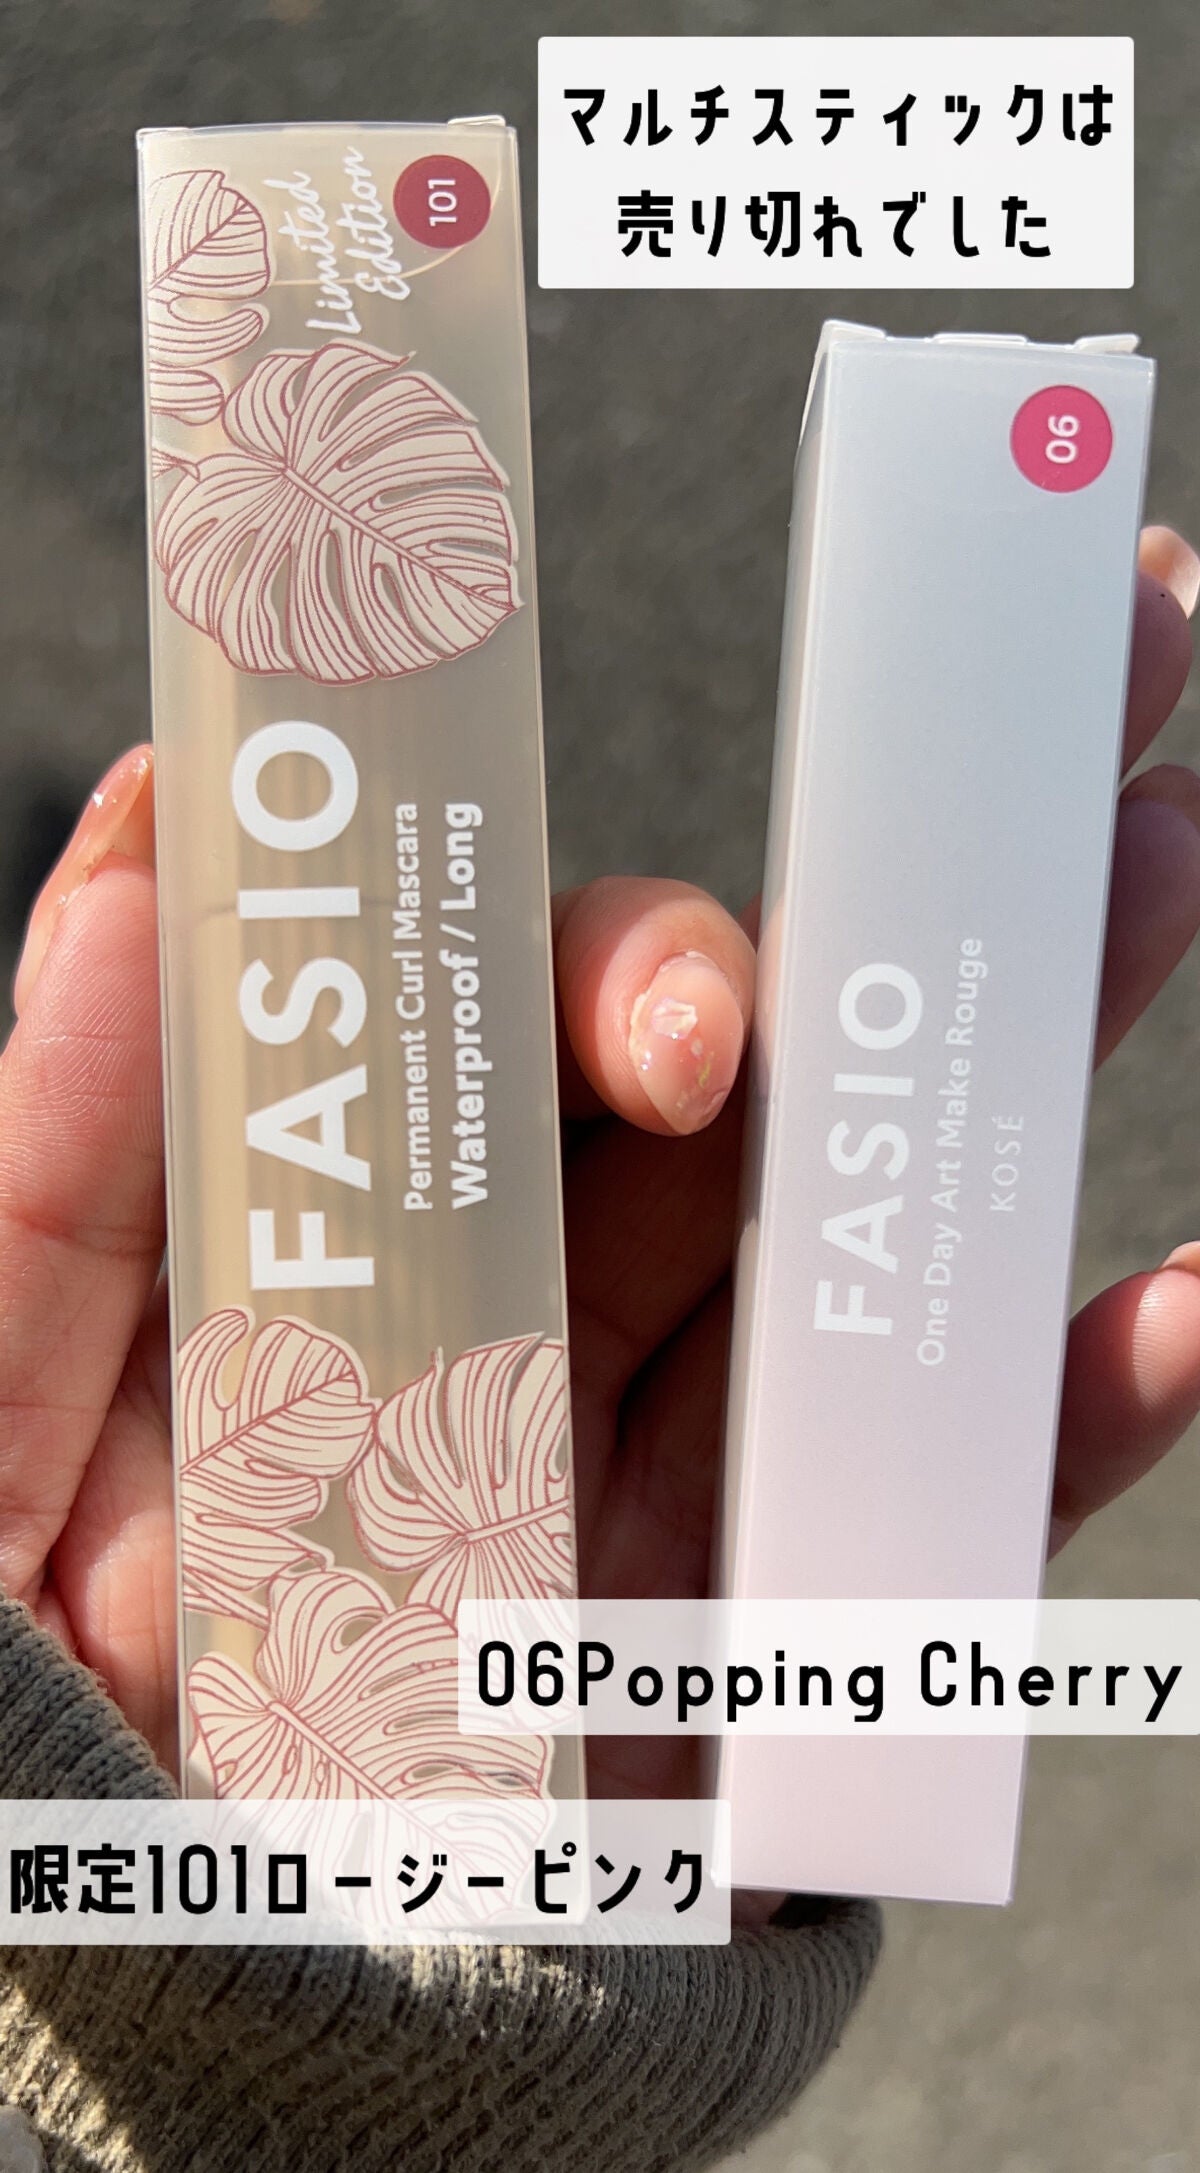 マルチスティックは
売り切れでした
Limited
Edition
101
FASIO
Permanent Curl Mascara
Waterproof / Long
06
FASIO
One Day Art Make Rouge
KOSÉ
06Popping Cherry
限定101ロージーピンク